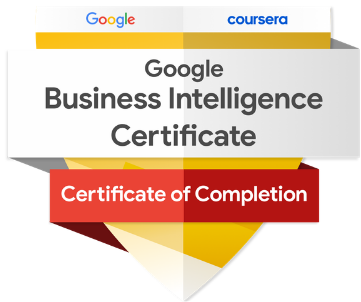 Google coursera
Google
Business Intelligence
Certificate
Certificate of Completion